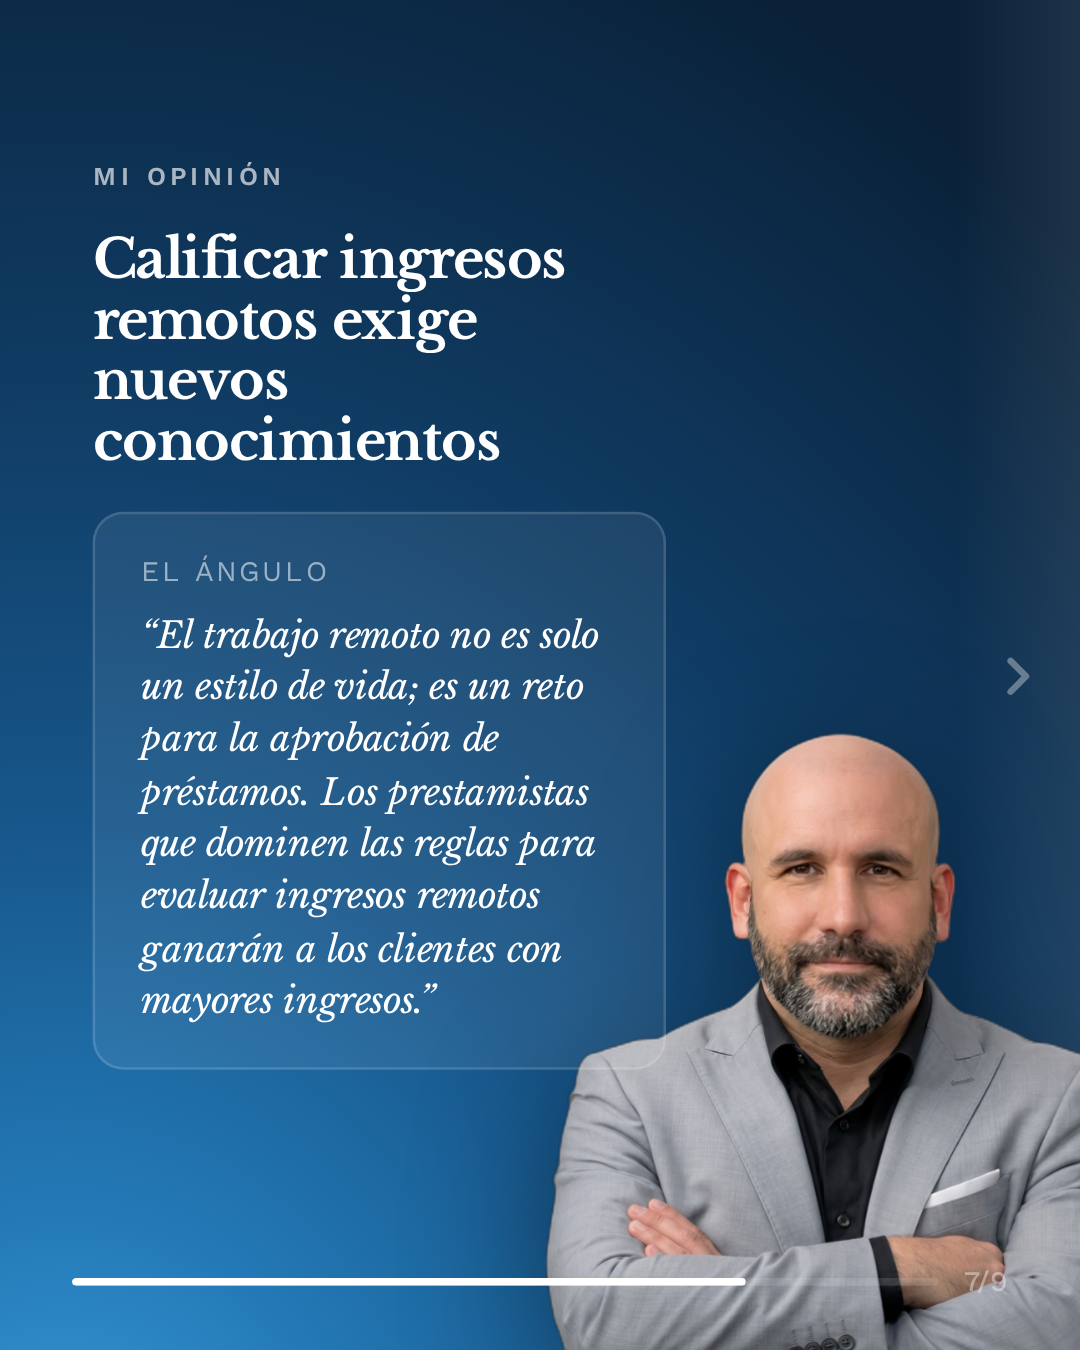 MI OPINIÓN
Calificar ingresos
remotos exige
nuevos
conocimientos
EL ÁNGULO
“El trabajo remoto no es solo
un estilo de vida; es un reto
para la aprobación de
préstamos. Los prestamistas
que dominen las reglas para
evaluar ingresos remotos
ganarán a los clientes con
mayores ingresos.”
7/9